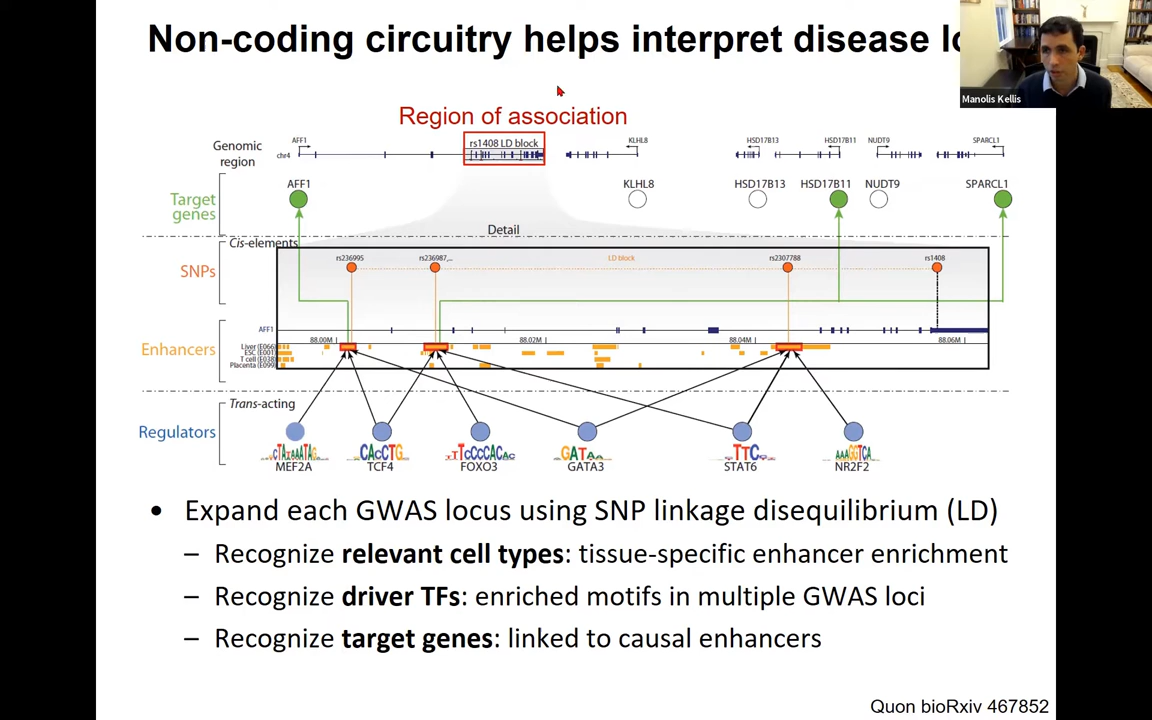 Non-coding circuitry helps interpret disease
Manolis Kellis
Region of association
Genomic region
chr4
AFF1
rs1408 LD block
KLHL8
HSD17B13
HSD17B11
NUDT9
SPARCL1
Target genes
AFF1
KLHL8
HSD17B13
HSD17B11
NUDT9
SPARCL1
Detail
Cis-elements
SNPs
rs236995
rs236987,..
LD block
rs2307788
rs1408
AFF1
Enhancers
88.00M
88.02M
88.04M
88.06M
Liver (E066)
ESC (E001)
T cell (E038)
Placenta (E099)
Trans-acting
Regulators
MEF2A
TCF4
FOXO3
GATA3
STAT6
NR2F2
• Expand each GWAS locus using SNP linkage disequilibrium (LD)
– Recognize relevant cell types: tissue-specific enhancer enrichment
– Recognize driver TFs: enriched motifs in multiple GWAS loci
– Recognize target genes: linked to causal enhancers
Quon bioRxiv 467852